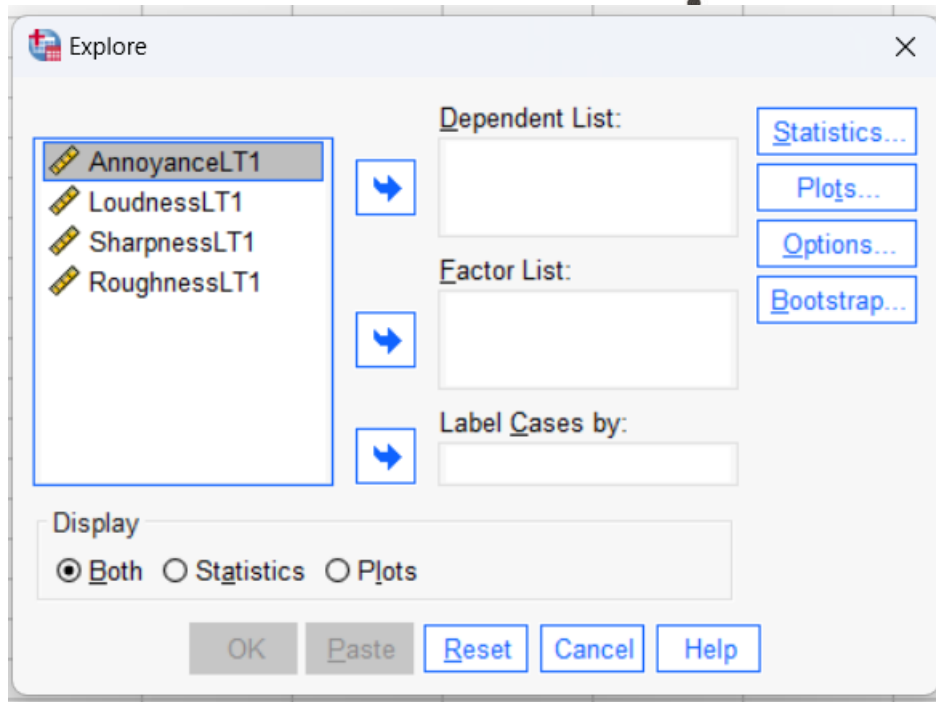 Explore
Dependent List:
Statistics...
AnnoyanceLT1
LoudnessLT1
SharpnessLT1
RoughnessLT1
Plots...
Options...
Factor List:
Bootstrap...
Label Cases by:
Display
Both Statistics Plots
OK Paste Reset Cancel Help